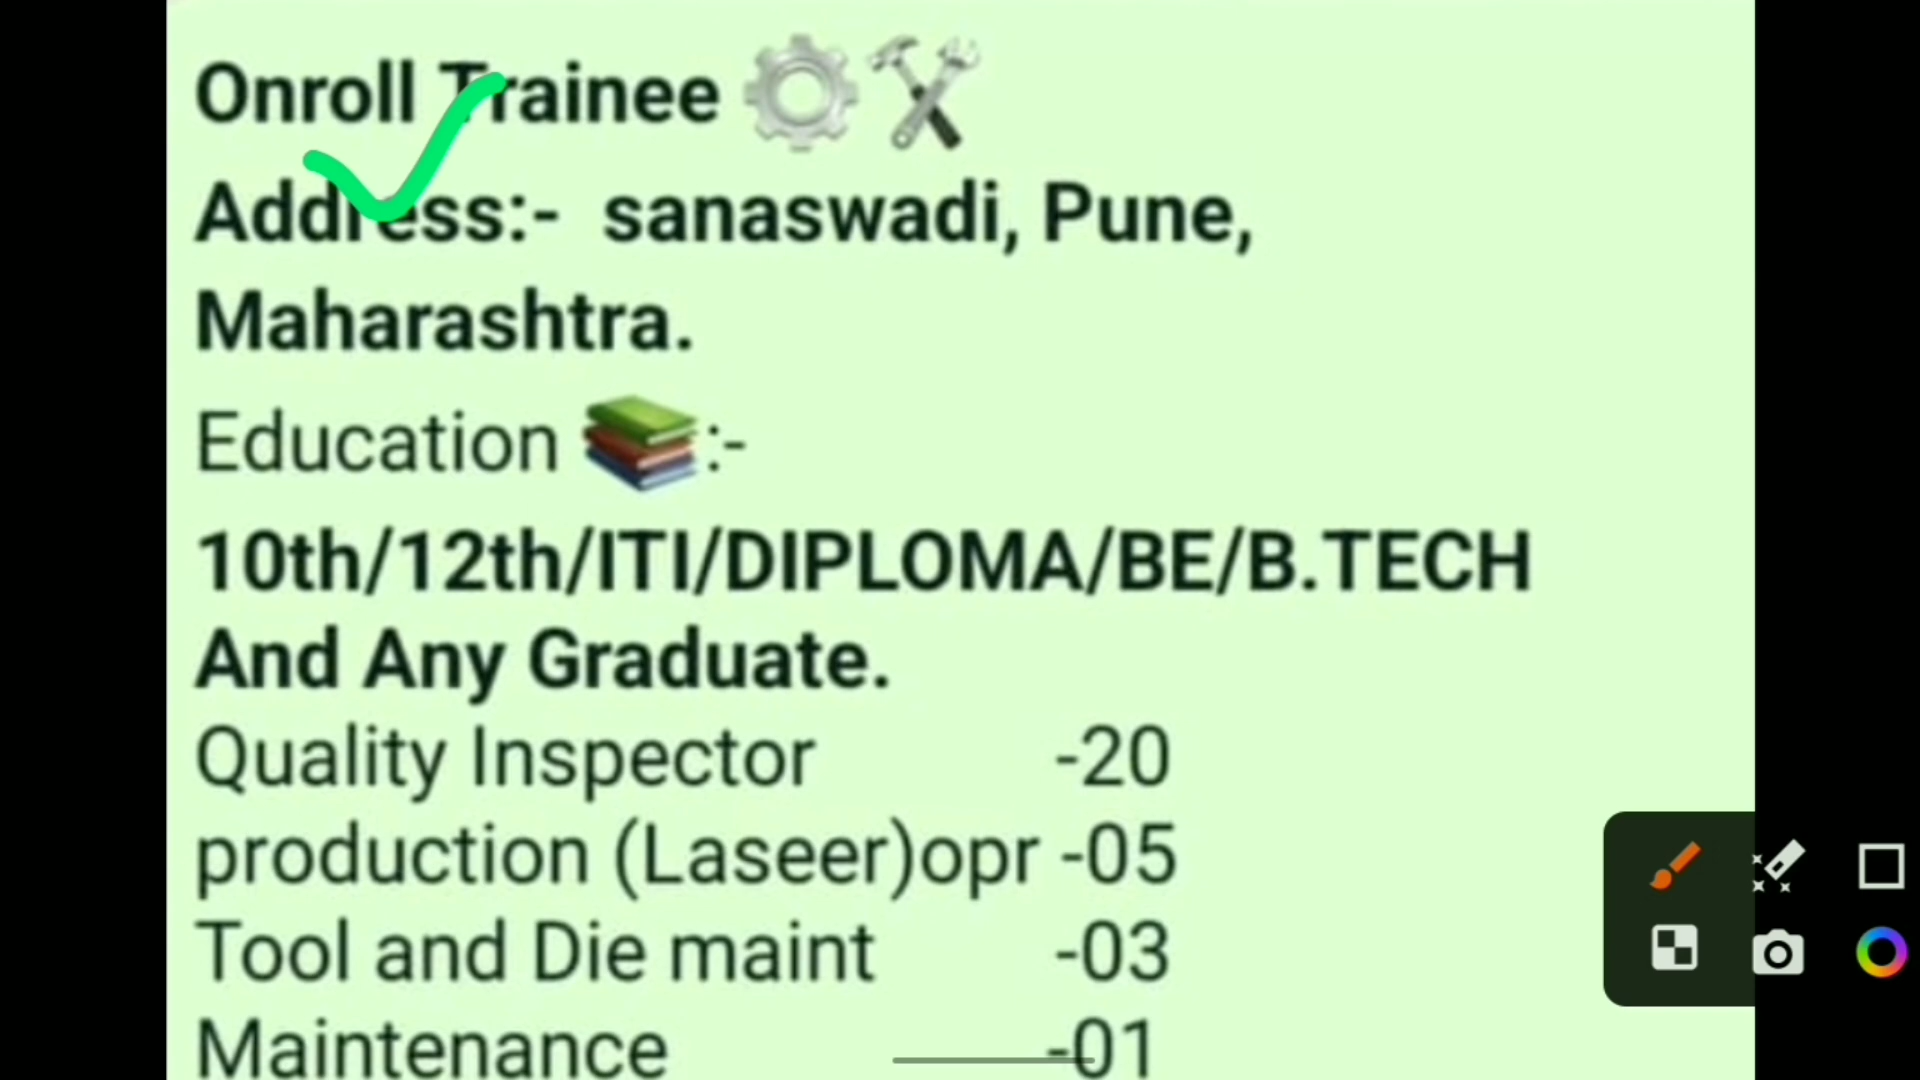 Onroll Trainee ⚙️🛠️
Address:- sanaswadi, Pune,
Maharashtra.
Education 📚:-
10th/12th/ITI/DIPLOMA/BE/B.TECH
And Any Graduate.
Quality Inspector -20
production (Laseer)opr -05
Tool and Die maint -03
Maintenance -01